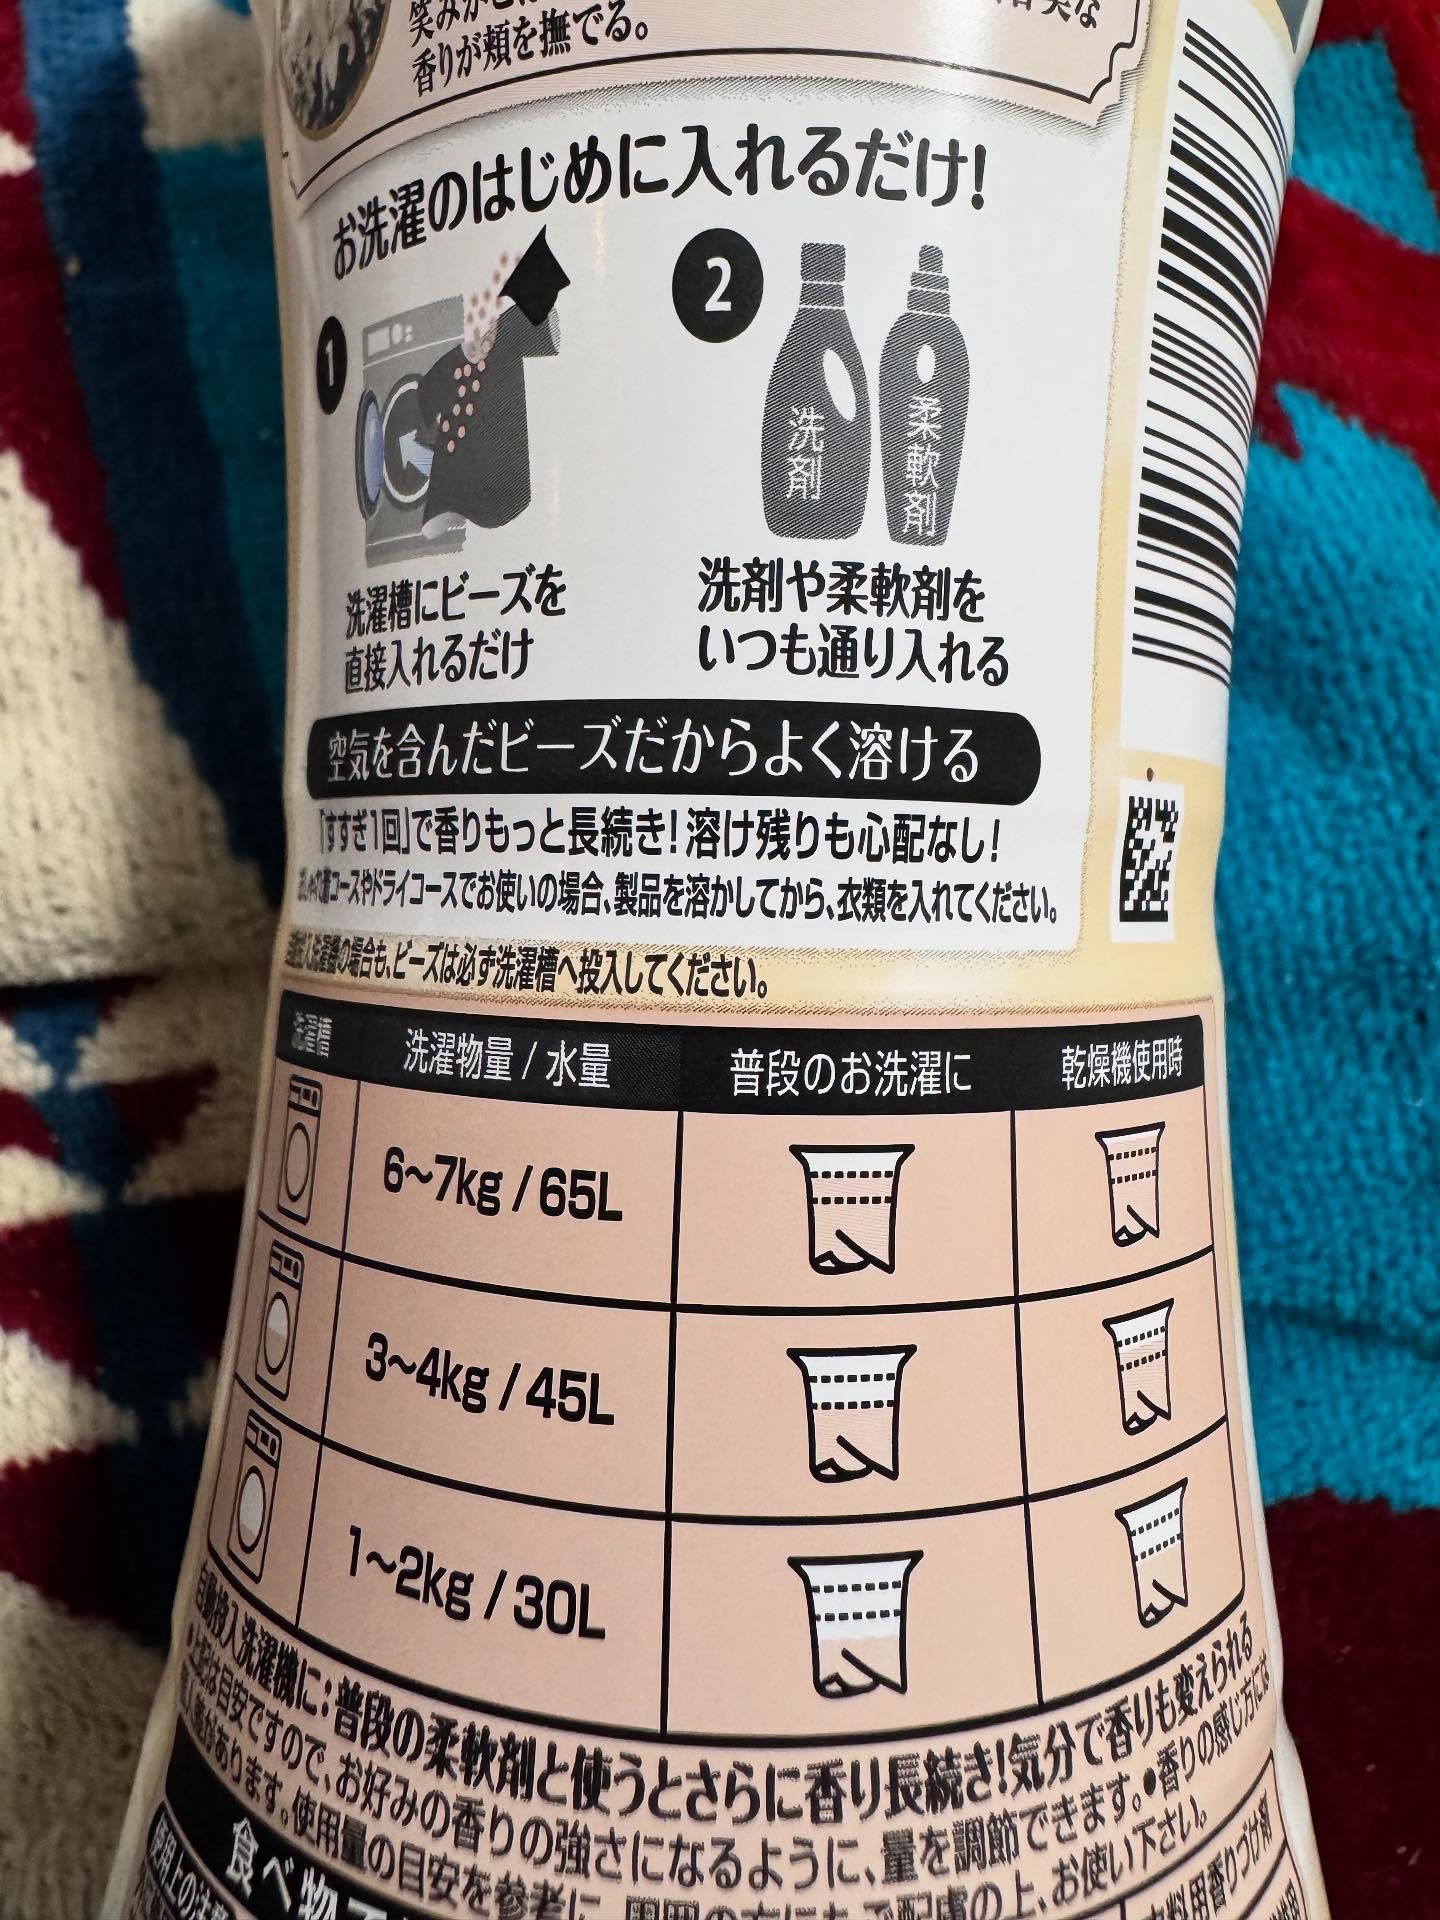 香りが頬を撫でる。
お洗濯のはじめに入れるだけ!
1
2
洗剤
柔軟剤
洗濯槽にビーズを
直接入れるだけ
洗剤や柔軟剤を
いつも通り入れる
空気を含んだビーズだからよく溶ける
「すすぎ1回」で香りもっと長続き!溶け残りも心配なし!
おしゃれ着コースやドライコースでお使いの場合、製品を溶かしてから、衣類を入れてください。
自動投入洗濯機の場合も、ビーズは必ず洗濯槽へ投入してください。
洗濯物量 / 水量
普段のお洗濯に
乾燥機使用時
6~7kg / 65L
3~4kg / 45L
1~2kg / 30L
自動投入洗濯機に:普段の柔軟剤と使うとさらに香り長続き!気分で香りも変えられる
は目安ですので、お好みの香りの強さになるように、量を調節できます。●香りの感じ方には
があります。使用量の目安を参考に、周囲の方にもご配慮の上、お使い下さい。
食べ物で